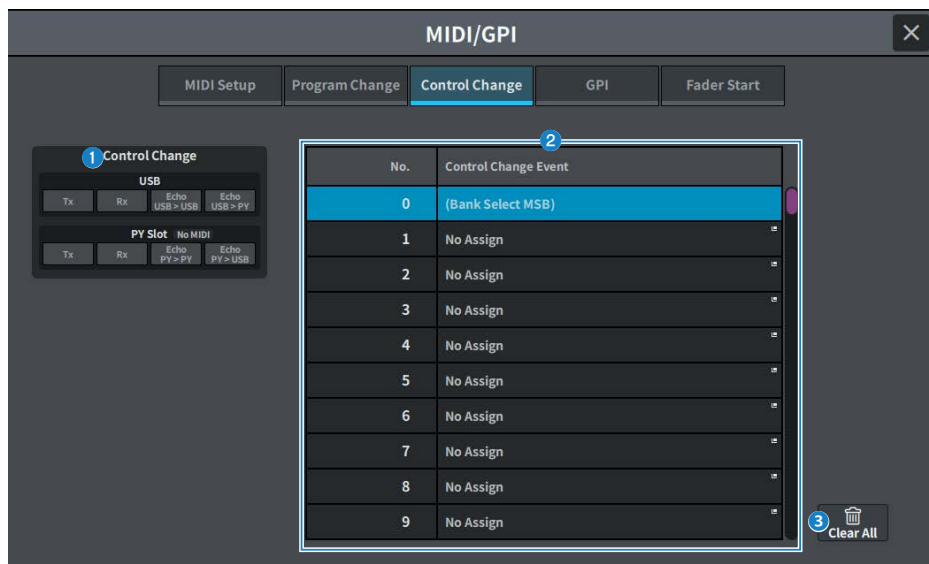 MIDI/GPI
MIDI Setup Program Change Control Change GPI Fader Start
1 Control Change
USB
Tx Rx Echo USB > USB Echo USB > PY
PY Slot No MIDI
Tx Rx Echo PY > PY Echo PY > USB
2
No. Control Change Event
0 (Bank Select MSB)
1 No Assign
2 No Assign
3 No Assign
4 No Assign
5 No Assign
6 No Assign
7 No Assign
8 No Assign
9 No Assign
3
Clear All